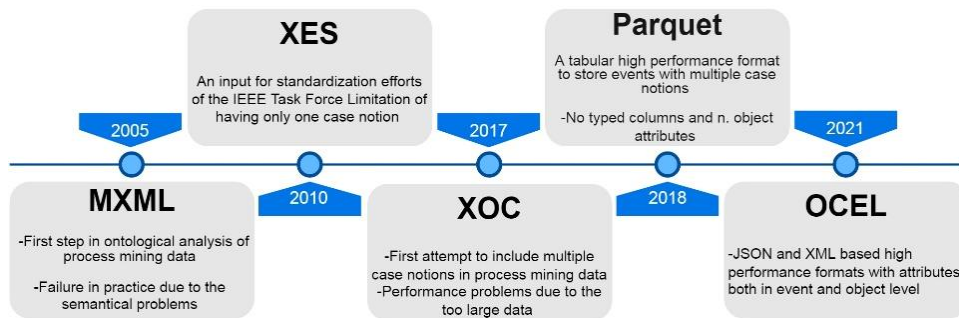 XES
An input for standardization efforts
of the IEEE Task Force Limitation of
having only one case notion
Parquet
A tabular high performance format
to store events with multiple case
notions
-No typed columns and n. object
attributes
2005
2017
2021
2010
2018
MXML
-First step in ontological analysis of
process mining data
-Failure in practice due to the
semantical problems
XOC
-First attempt to include multiple
case notions in process mining data
-Performance problems due to the
too large data
OCEL
-JSON and XML based high
performance formats with attributes
both in event and object level